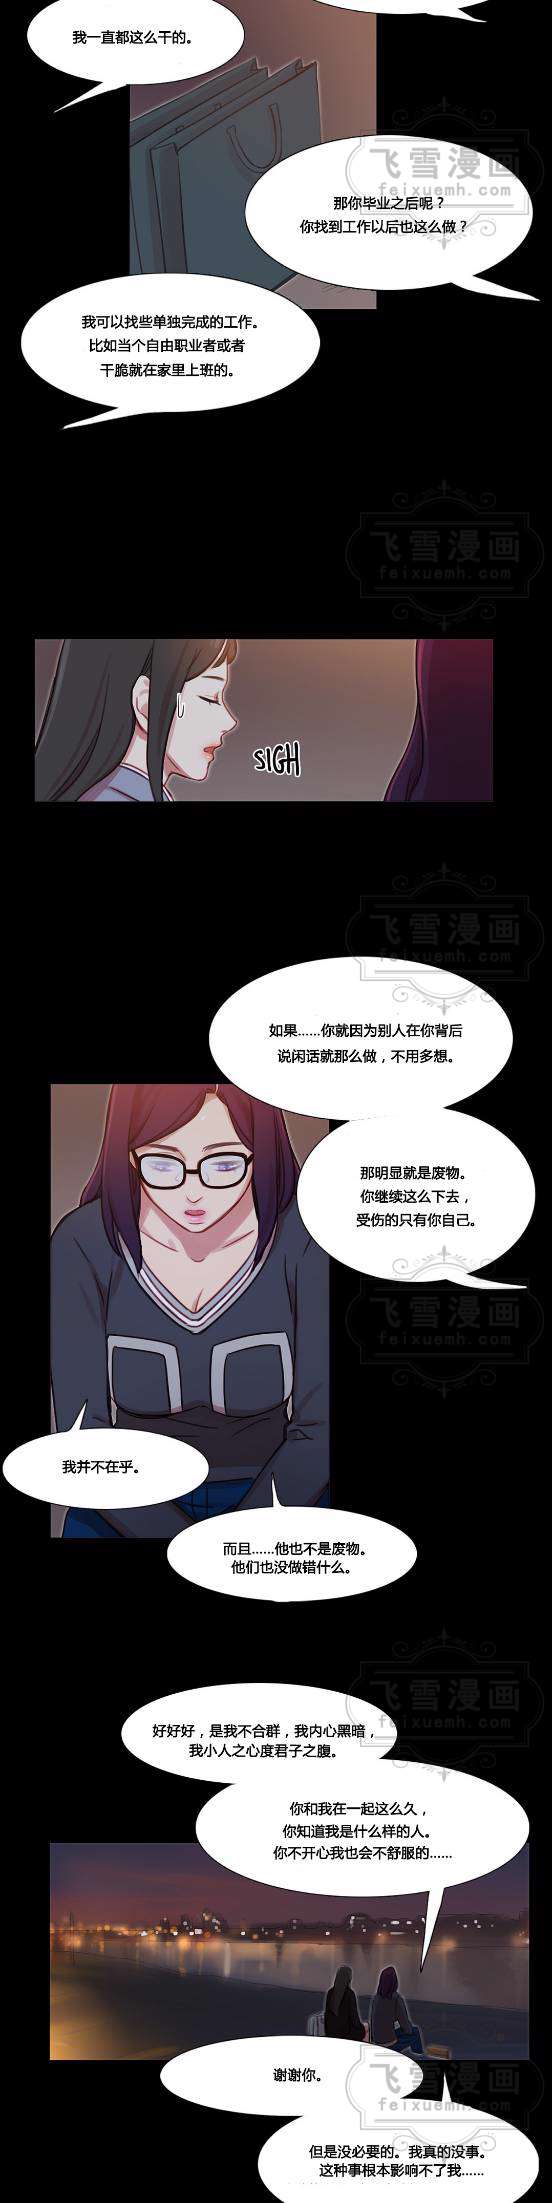 我一直都这么干的。
飞雪漫画
feixuemh.com
那你毕业之后呢？
你找到工作以后也这么做？
我可以找些单独完成的工作。
比如当个自由职业者或者
干脆就在家里上班的。
飞雪漫画
feixuemh.com
SIGH
飞雪漫画
feixuemh.com
如果……你就因为别人在你背后
说闲话就那么做，不用多想。
那明显就是废物。
你继续这么下去，
受伤的只有你自己。
飞雪漫画
feixuemh.com
我并不在乎。
而且……他也不是废物。
他们也没做错什么。
飞雪漫画
feixuemh.com
好好好，是我不合群，我内心黑暗，
我小人之心度君子之腹。
你和我在一起这么久，
你知道我是什么样的人。
你不开心我也会不舒服的……
谢谢你。
飞雪漫画
feixuemh.com
但是没必要的。我真的没事。
这种事根本影响不了我……